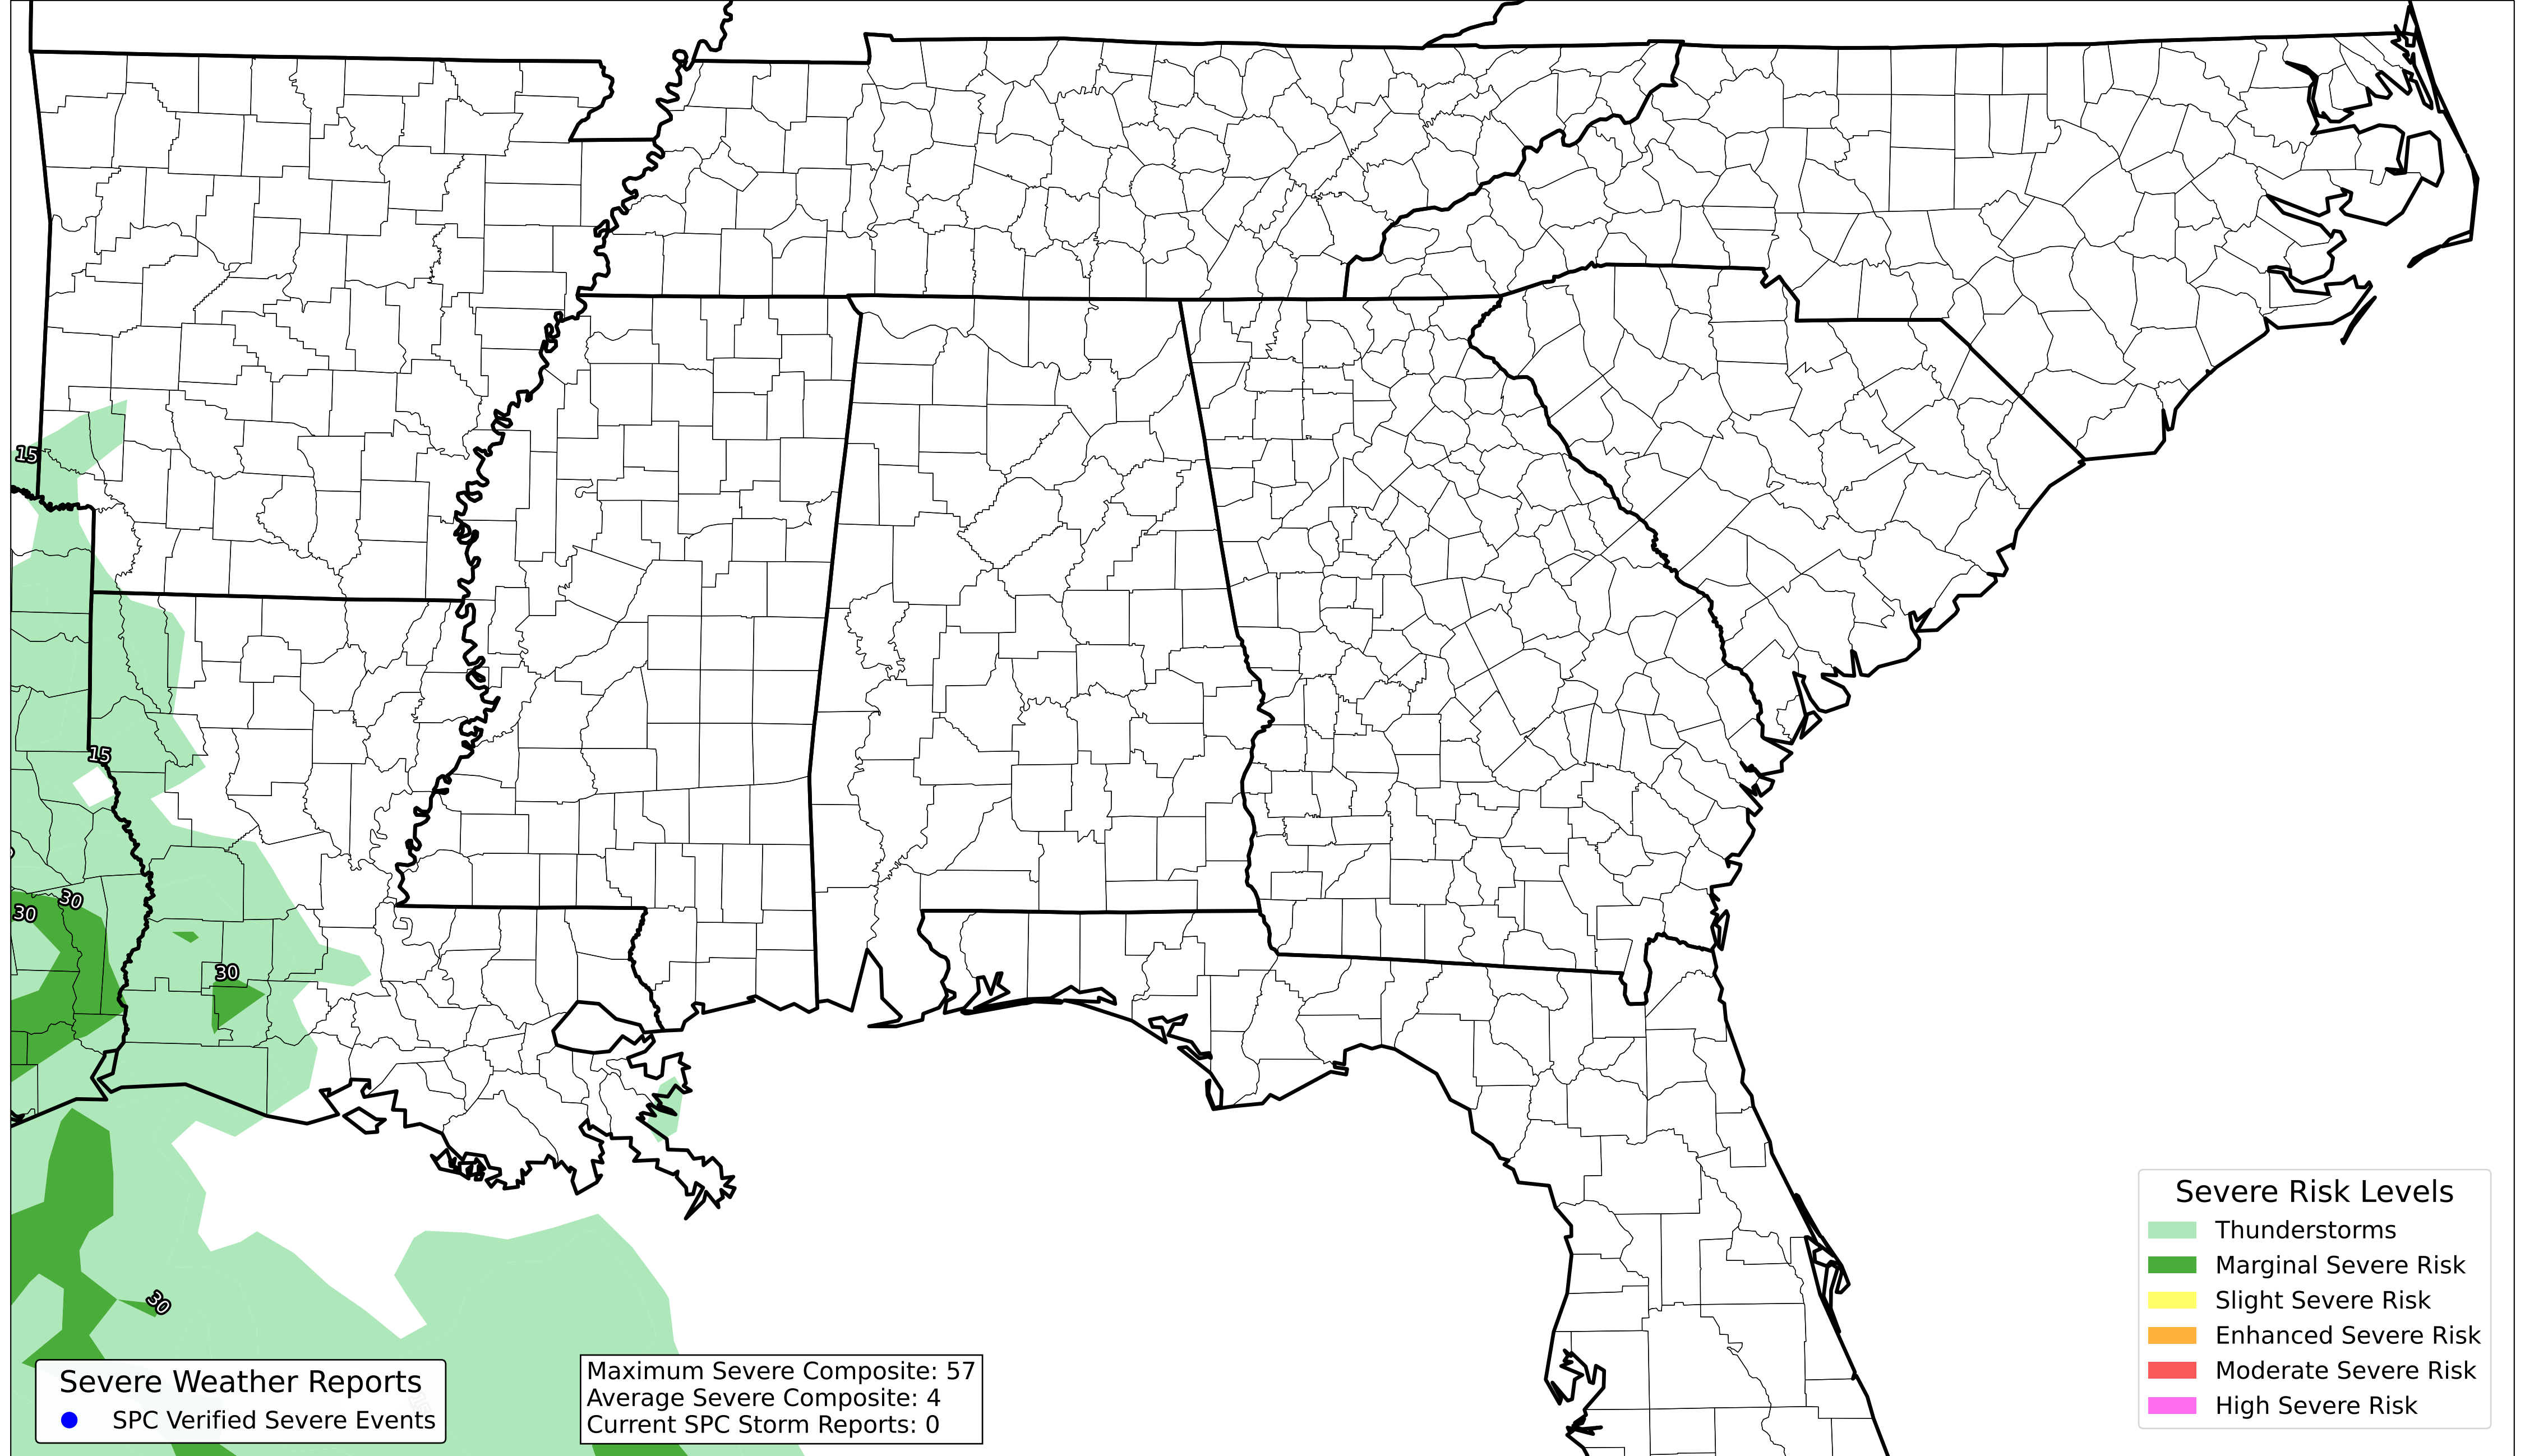 15
15
30
30
30
30
Severe Weather Reports
SPC Verified Severe Events
Maximum Severe Composite: 57
Average Severe Composite: 4
Current SPC Storm Reports: 0
Severe Risk Levels
Thunderstorms
Marginal Severe Risk
Slight Severe Risk
Enhanced Severe Risk
Moderate Severe Risk
High Severe Risk